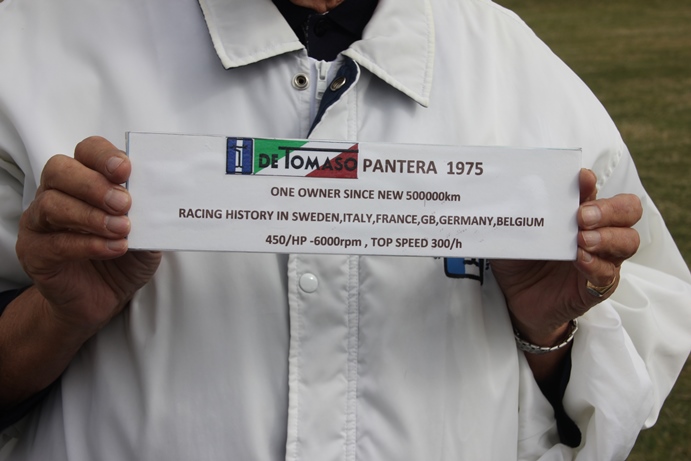 DE TOMASO PANTERA 1975
ONE OWNER SINCE NEW 500000km
RACING HISTORY IN SWEDEN,ITALY,FRANCE,GB,GERMANY,BELGIUM
450/HP -6000rpm , TOP SPEED 300/h